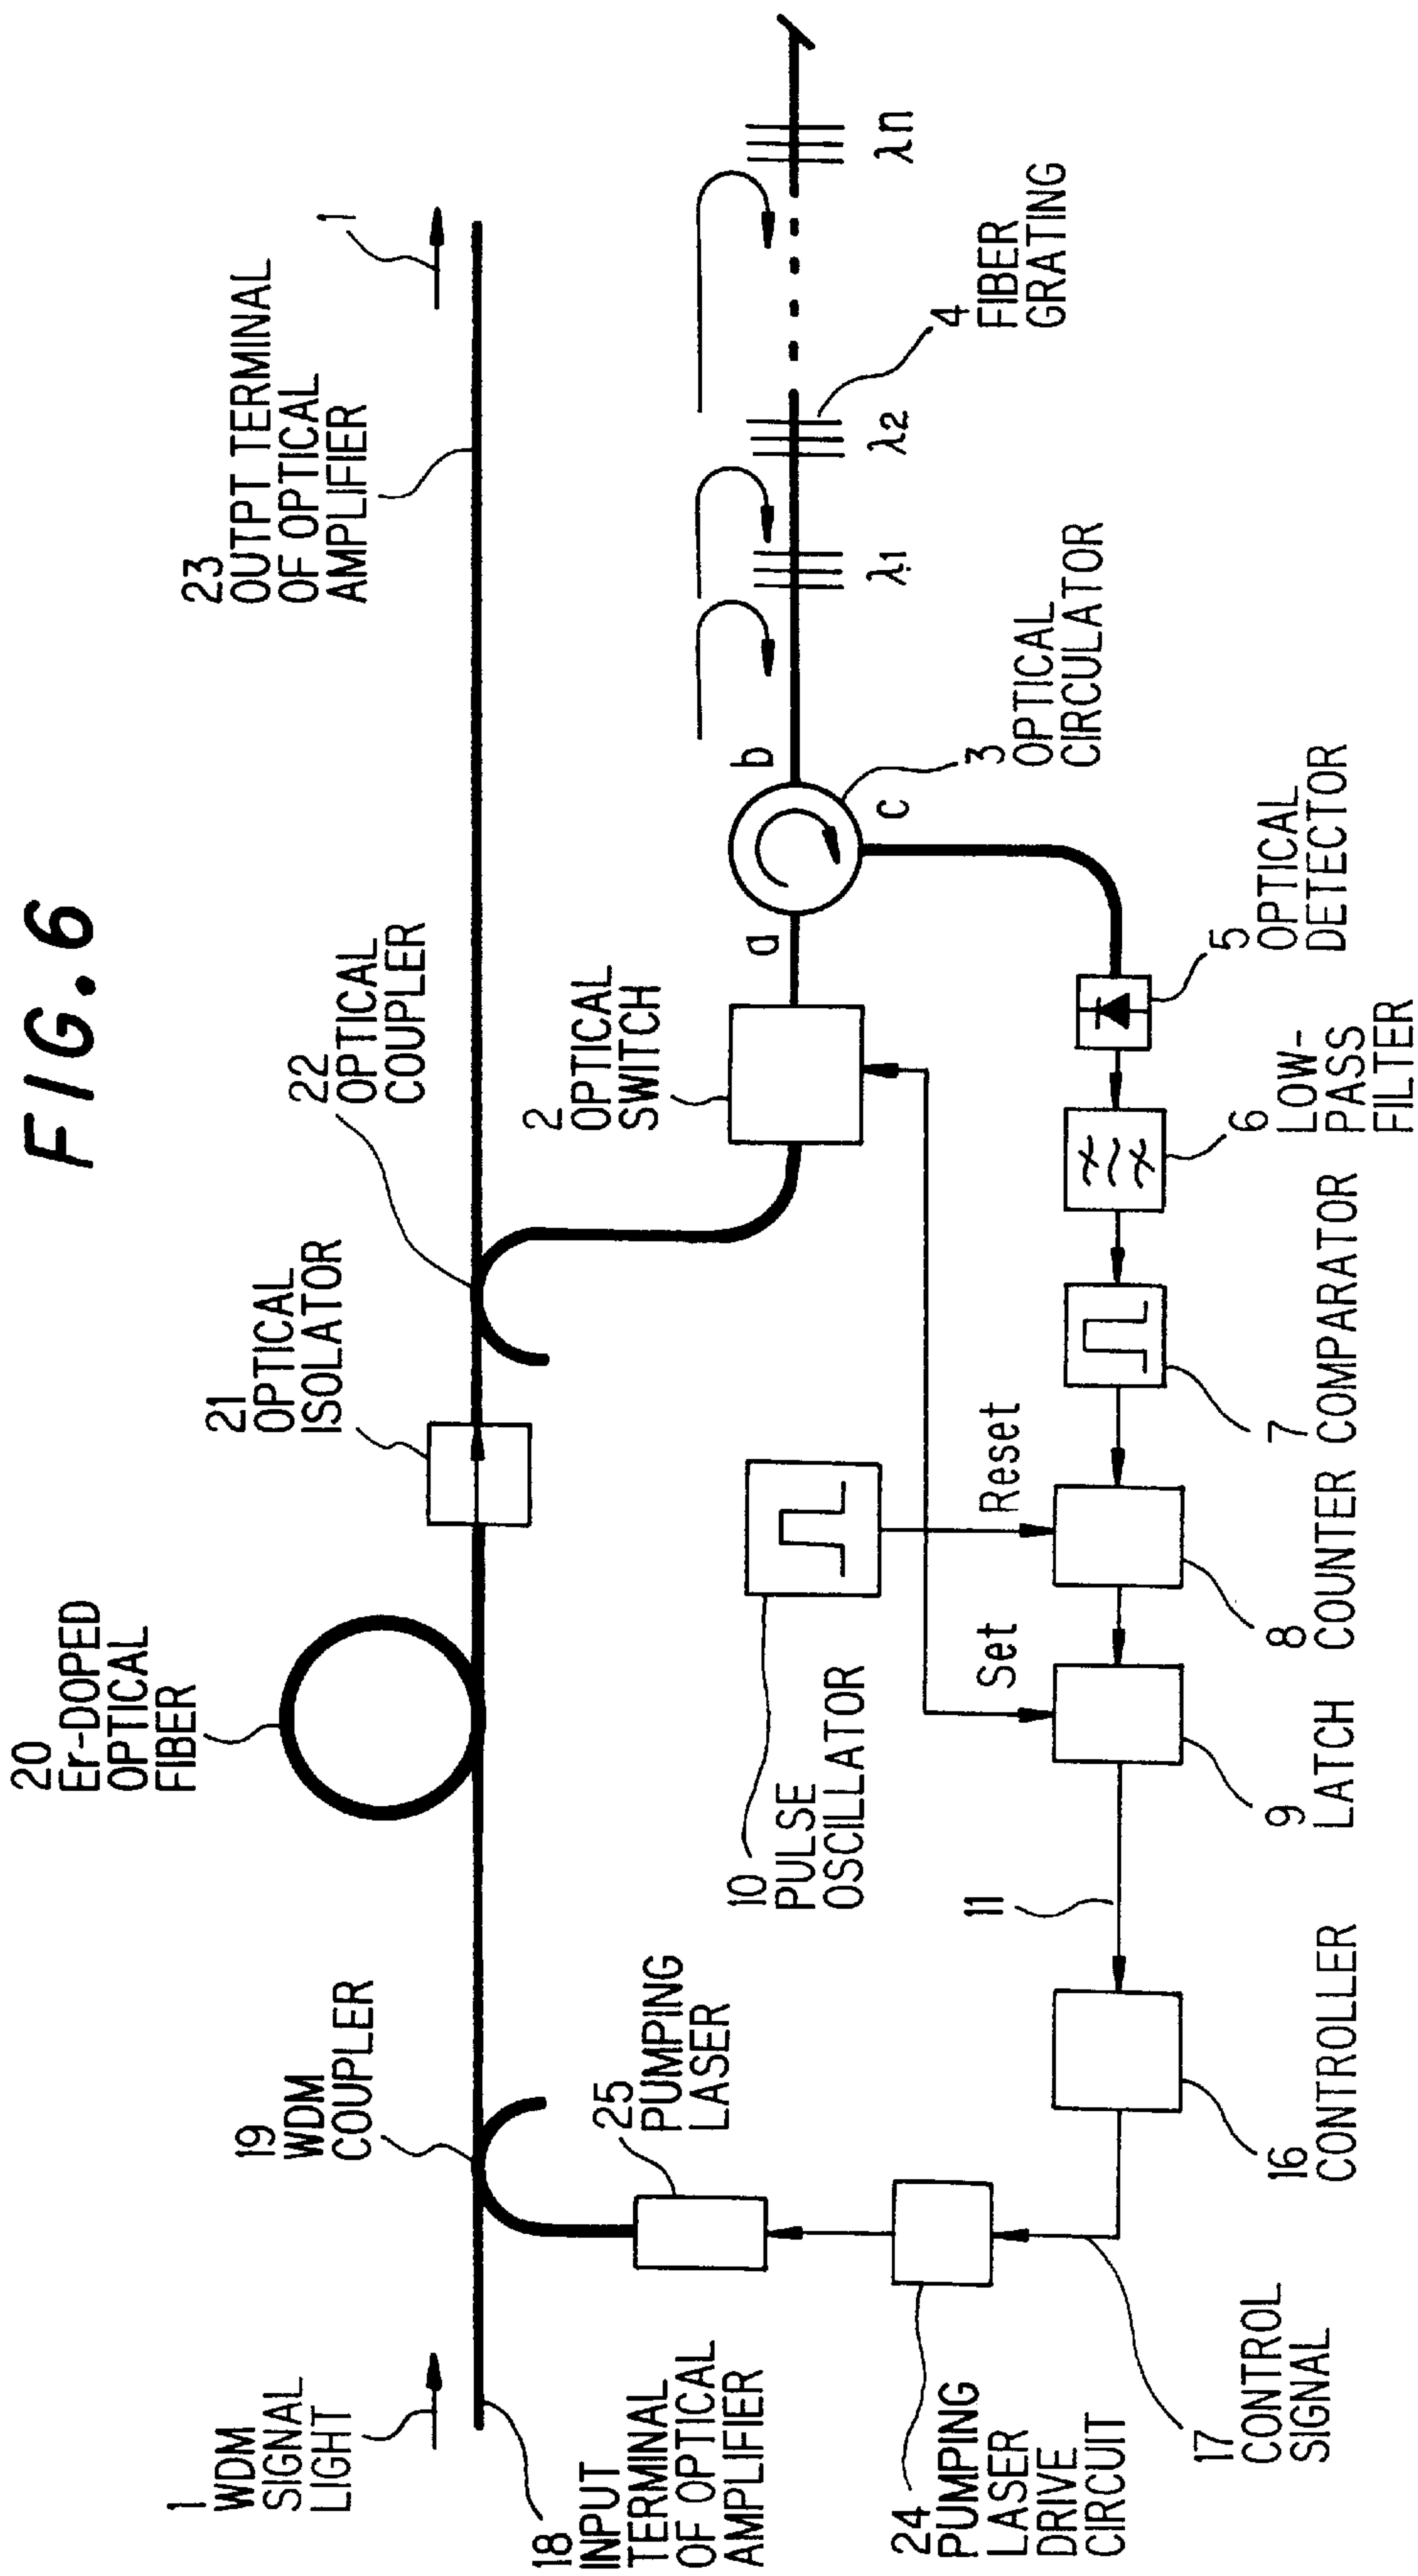 FIG.6
1
WDM
SIGNAL
LIGHT
18
INPUT
TERMINAL
OF OPTICAL
AMPLIFIER
19
WDM
COUPLER
20
Er-DOPED
OPTICAL
FIBER
21
OPTICAL
ISOLATOR
22
OPTICAL
COUPLER
23
OUTPT TERMINAL
OF OPTICAL
AMPLIFIER
1
25
PUMPING
LASER
10
PULSE
OSCILLATOR
2
OPTICAL
SWITCH
a
b
c
3
OPTICAL
CIRCULATOR
λ1
λ2
λn
4
FIBER
GRATING
24
PUMPING
LASER
DRIVE
CIRCUIT
17
CONTROL
SIGNAL
16
CONTROLLER
11
Set
Reset
9
LATCH
8
COUNTER
7
COMPARATOR
6
LOW-
PASS
FILTER
5
OPTICAL
DETECTOR